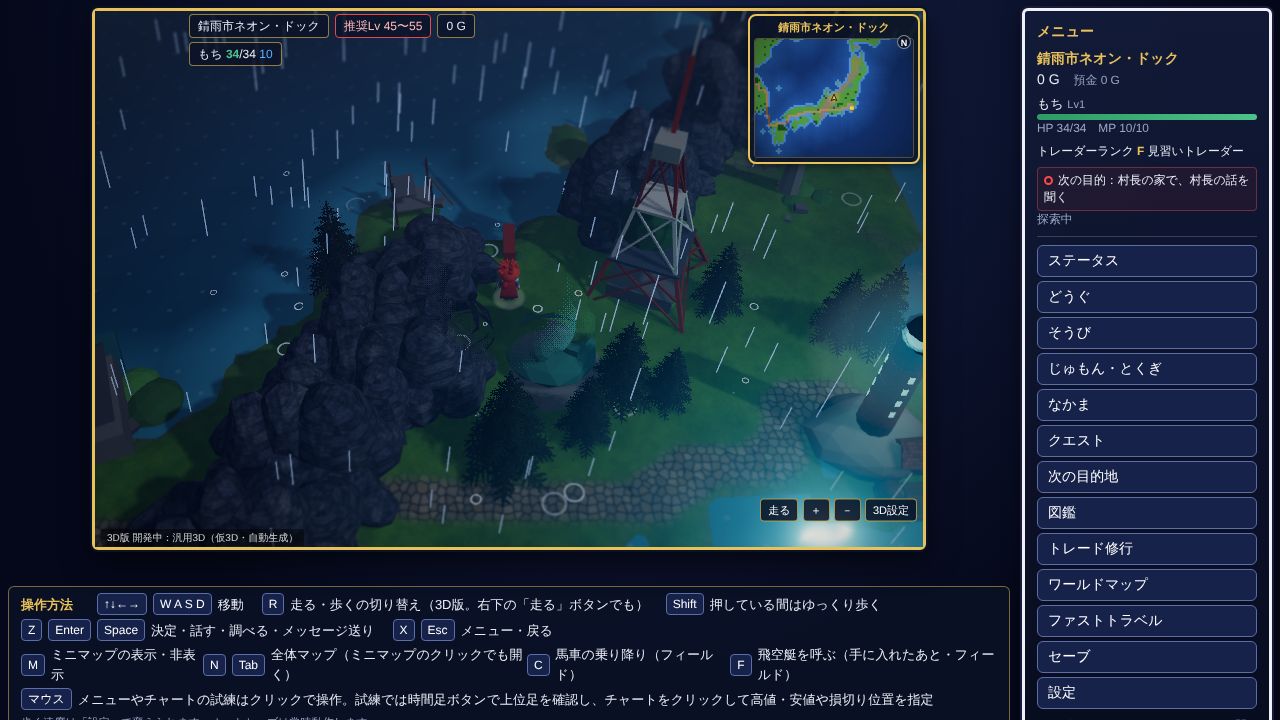 錆雨市ネオン・ドック 推奨Lv 45〜55 0 G
もち 34/34 10
錆雨市ネオン・ドック
N
走る + － 3D設定
3D版 開発中：汎用3D（仮3D・自動生成）
メニュー
錆雨市ネオン・ドック
0 G 預金 0 G
もち Lv1
HP 34/34 MP 10/10
トレーダーランク F 見習いトレーダー
次の目的：村長の家で、村長の話を
聞く
探索中
ステータス
どうぐ
そうび
じゅもん・とくぎ
なかま
クエスト
次の目的地
図鑑
トレード修行
ワールドマップ
ファストトラベル
セーブ
設定
操作方法 ↑↓←→ W A S D 移動 R 走る・歩くの切り替え（3D版。右下の「走る」ボタンでも） Shift 押している間はゆっくり歩く
Z Enter Space 決定・話す・調べる・メッセージ送り X Esc メニュー・戻る
M ミニマップの表示・非表示 N Tab 全体マップ（ミニマップのクリックでも開く） C 馬車の乗り降り（フィールド） F 飛空艇を呼ぶ（手に入れたあと・フィールド）
マウス メニューやチャートの試練はクリックで操作。試練では時間足ボタンで上位足を確認し、チャートをクリックして高値・安値や損切り位置を指定